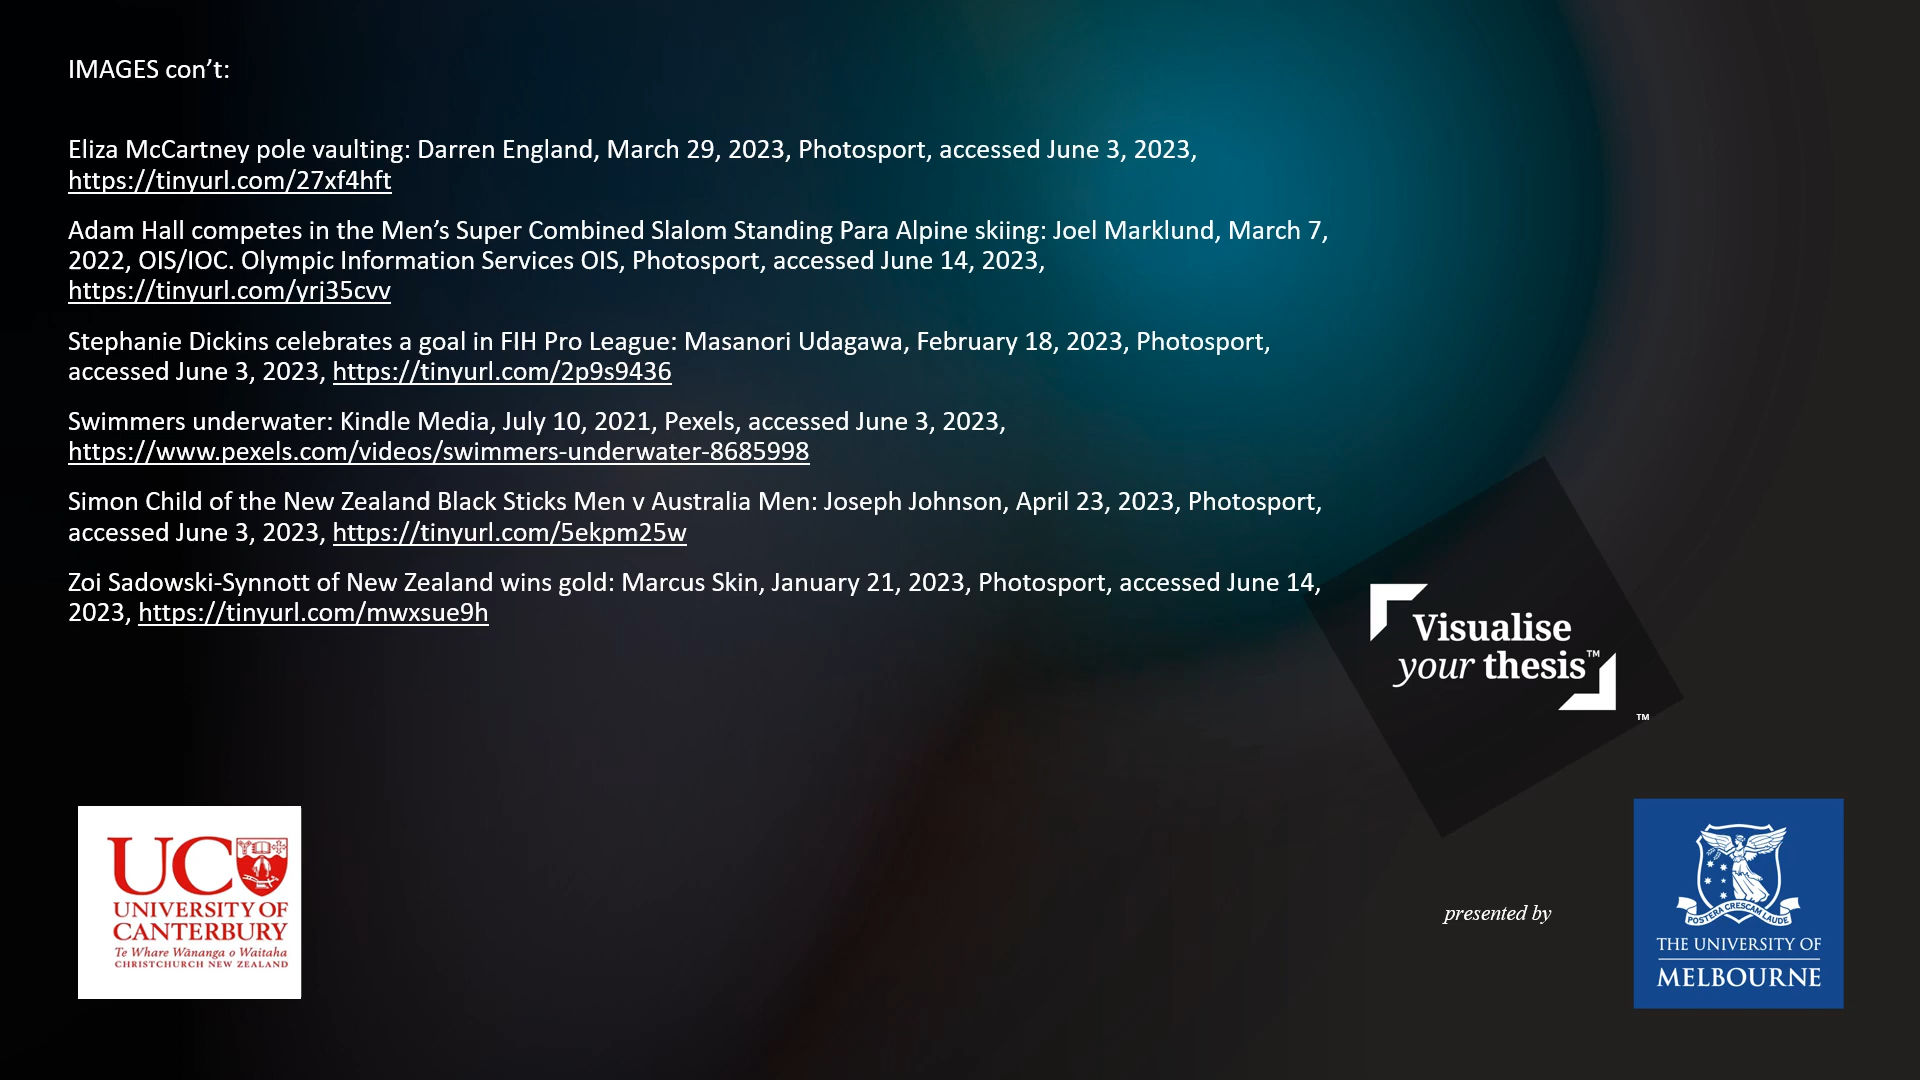 IMAGES con’t:
Eliza McCartney pole vaulting: Darren England, March 29, 2023, Photosport, accessed June 3, 2023,
https://tinyurl.com/27xf4hft
Adam Hall competes in the Men’s Super Combined Slalom Standing Para Alpine skiing: Joel Marklund, March 7,
2022, OIS/IOC. Olympic Information Services OIS, Photosport, accessed June 14, 2023,
https://tinyurl.com/yrj35cvv
Stephanie Dickins celebrates a goal in FIH Pro League: Masanori Udagawa, February 18, 2023, Photosport,
accessed June 3, 2023, https://tinyurl.com/2p9s9436
Swimmers underwater: Kindle Media, July 10, 2021, Pexels, accessed June 3, 2023,
https://www.pexels.com/videos/swimmers-underwater-8685998
Simon Child of the New Zealand Black Sticks Men v Australia Men: Joseph Johnson, April 23, 2023, Photosport,
accessed June 3, 2023, https://tinyurl.com/5ekpm25w
Zoi Sadowski-Synnott of New Zealand wins gold: Marcus Skin, January 21, 2023, Photosport, accessed June 14,
2023, https://tinyurl.com/mwxsue9h
Visualise
your thesis™
™
UC
UNIVERSITY OF
CANTERBURY
Te Whare Wānanga o Waitaha
CHRISTCHURCH NEW ZEALAND
presented by
POSTERA CRESCAM LAUDE
THE UNIVERSITY OF
MELBOURNE